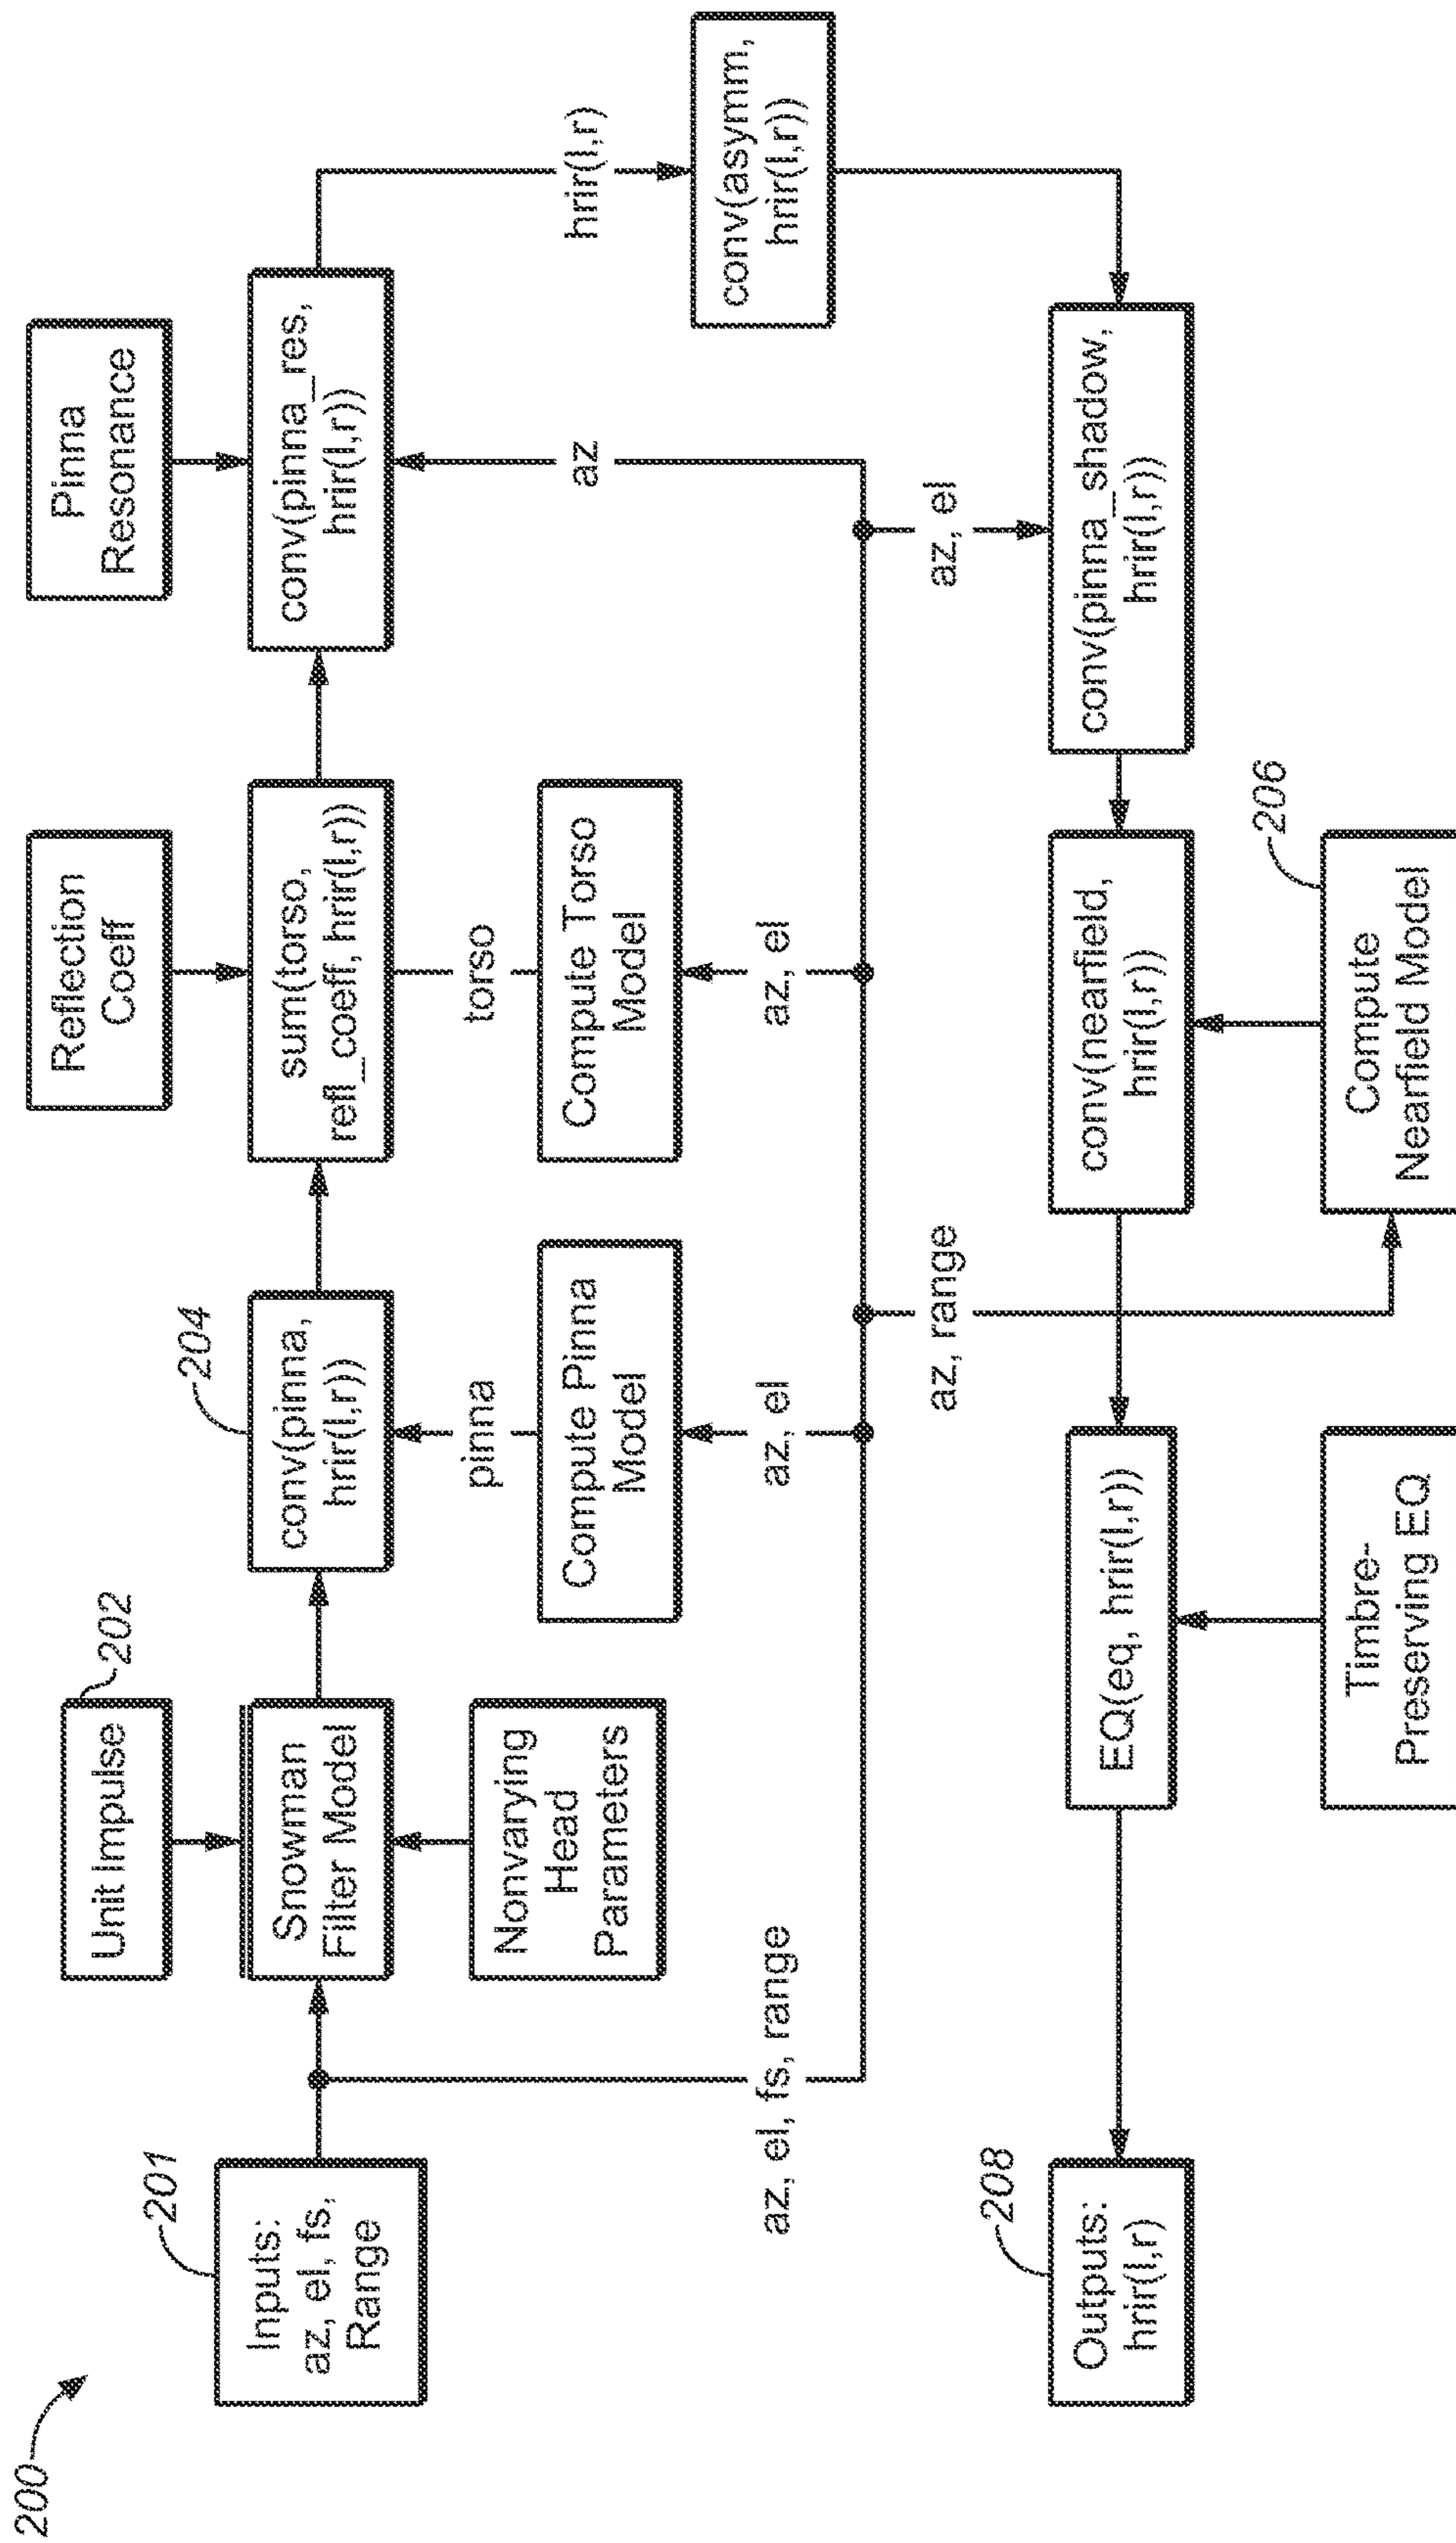 200
201
Inputs:
az, el, fs,
Range
Unit Impulse
202
Snowman
Filter Model
Nonvarying
Head
Parameters
204
conv(pinna,
hrir(l,r))
pinna
Compute Pinna
Model
az, el
Reflection
Coeff
sum(torso,
refl_coeff, hrir(l,r))
torso
Compute Torso
Model
az, el
Pinna
Resonance
conv(pinna_res,
hrir(l,r))
az
hrir(l,r)
conv(asymm,
hrir(l,r))
az, el, fs, range
az, range
az, el
208
Outputs:
hrir(l,r)
EQ(eq, hrir(l,r))
Timbre-
Preserving EQ
conv(nearfield,
hrir(l,r))
206
Compute
Nearfield Model
conv(pinna_shadow,
hrir(l,r))